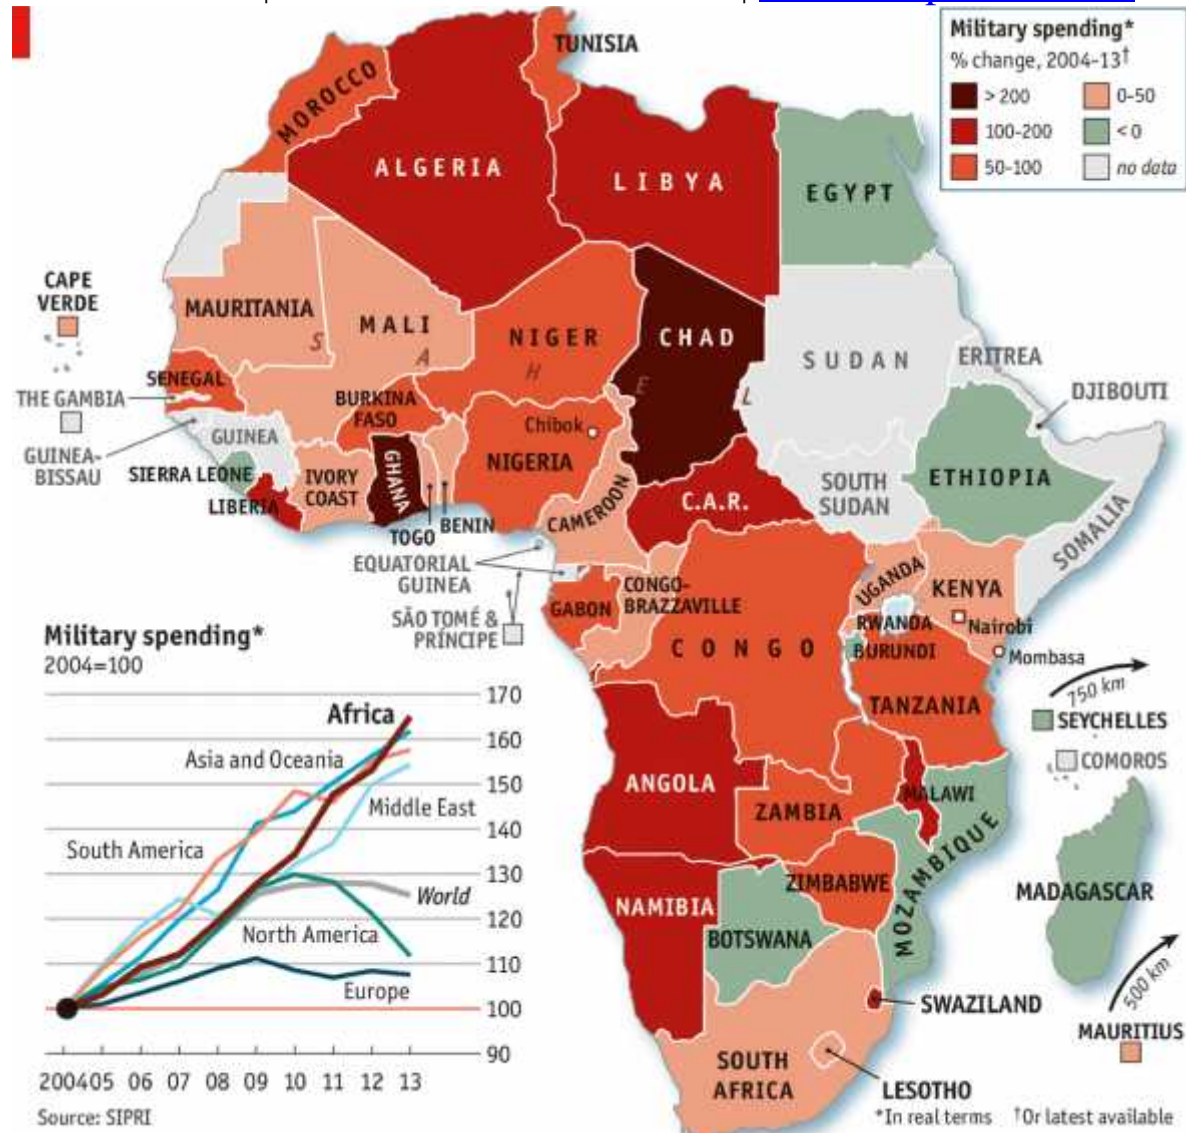 Military spending*
% change, 2004-13†
> 200
0-50
100-200
< 0
50-100
no data
TUNISIA
MOROCCO
ALGERIA
LIBYA
EGYPT
CAPE
VERDE
MAURITANIA
MALI
NIGER
CHAD
SUDAN
ERITREA
S A H E L
SENEGAL
THE GAMBIA
BURKINA
FASO
DJIBOUTI
Chibok
GUINEA-
BISSAU
GUINEA
SIERRA LEONE
LIBERIA
IVORY
COAST
GHANA
NIGERIA
TOGO
BENIN
CAMEROON
C.A.R.
SOUTH
SUDAN
ETHIOPIA
SOMALIA
EQUATORIAL
GUINEA
SÃO TOMÉ &
PRÍNCIPE
GABON
CONGO-
BRAZZAVILLE
CONGO
UGANDA
KENYA
RWANDA
Nairobi
BURUNDI
Mombasa
TANZANIA
750 km
SEYCHELLES
COMOROS
ANGOLA
ZAMBIA
MALAWI
MOZAMBIQUE
ZIMBABWE
NAMIBIA
BOTSWANA
MADAGASCAR
500 km
MAURITIUS
SWAZILAND
SOUTH
AFRICA
LESOTHO
Military spending*
2004=100
170
160
150
140
130
120
110
100
90
Africa
Asia and Oceania
Middle East
South America
World
North America
Europe
2004 05 06 07 08 09 10 11 12 13
Source: SIPRI
*In real terms †Or latest available